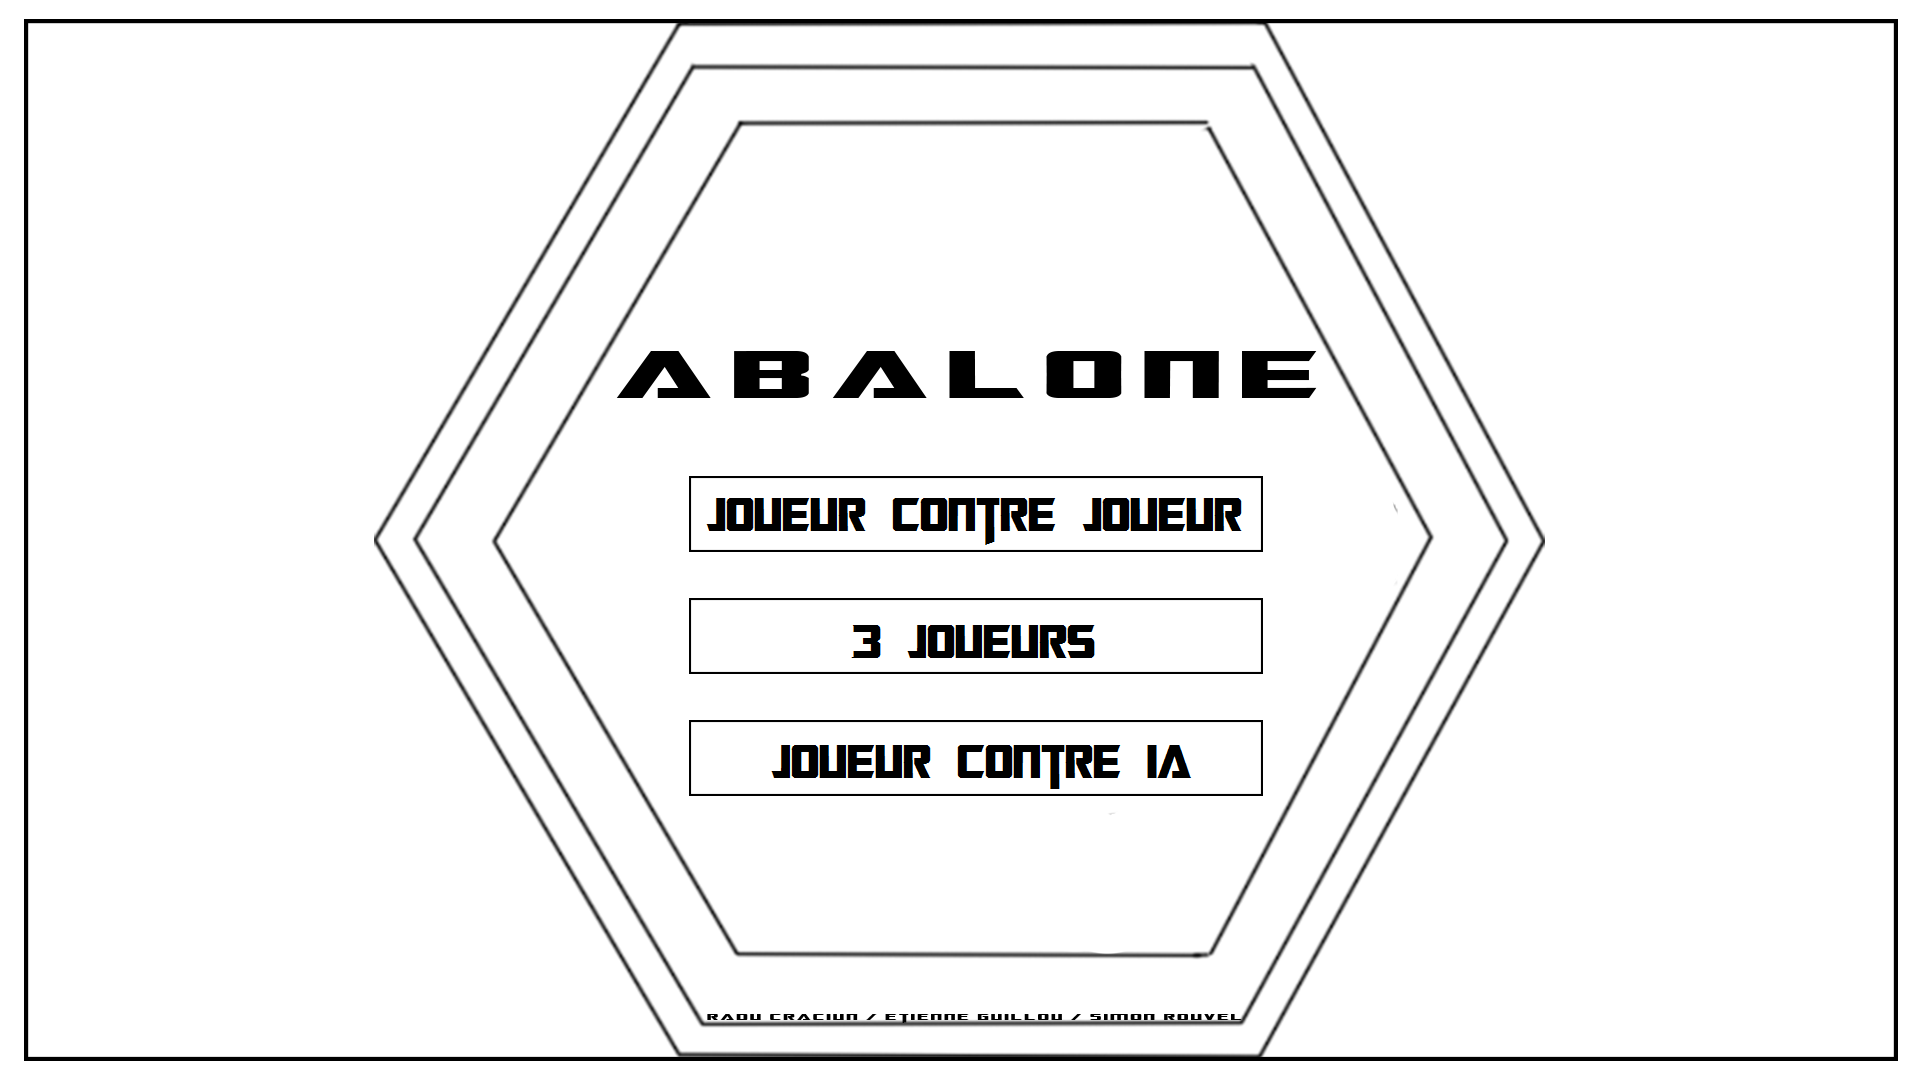 ABALONE
JOUEUR CONTRE JOUEUR
3 JOUEURS
JOUEUR CONTRE IA
RADU CRACIUN / ETIENNE GUILLOU / SIMON ROUVEL